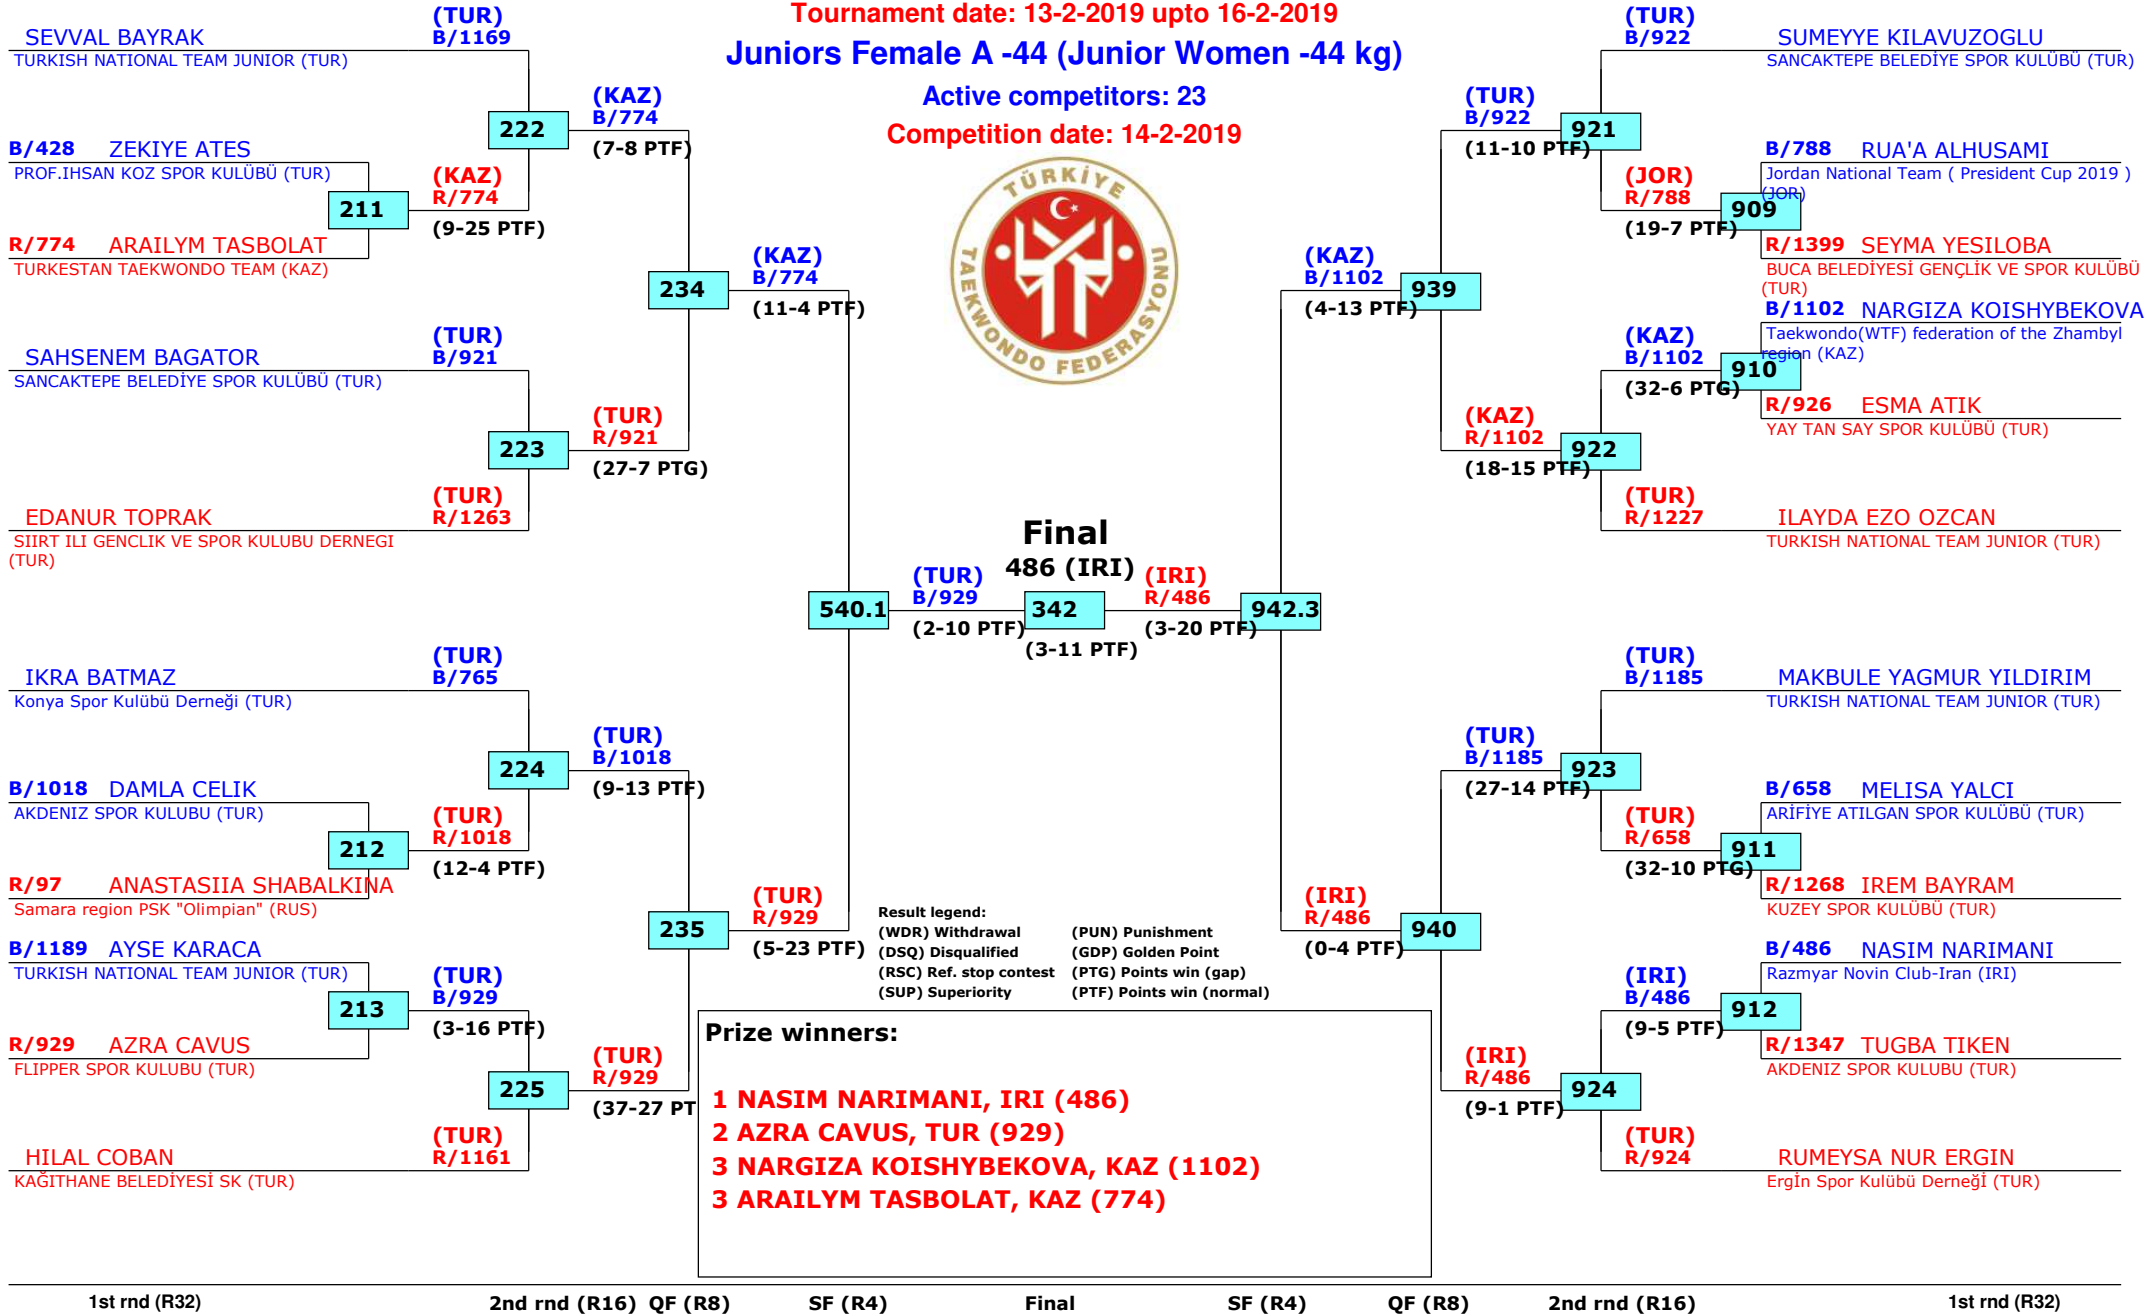 Tournament date: 13-2-2019 upto 16-2-2019
Juniors Female A -44 (Junior Women -44 kg)
Active competitors: 23
Competition date: 14-2-2019
TÜRKİYE
TAEKWONDO FEDERASYONU
SEVVAL BAYRAK
TURKISH NATIONAL TEAM JUNIOR (TUR)
(TUR)
B/1169
222
B/428 ZEKIYE ATES
PROF.IHSAN KOZ SPOR KULÜBÜ (TUR)
211
R/774 ARAILYM TASBOLAT
TURKESTAN TAEKWONDO TEAM (KAZ)
(KAZ)
R/774
(9-25 PTF)
(KAZ)
B/774
(7-8 PTF)
234
SAHSENEM BAGATOR
SANCAKTEPE BELEDİYE SPOR KULÜBÜ (TUR)
(TUR)
B/921
223
EDANUR TOPRAK
SIIRT ILI GENCLIK VE SPOR KULUBU DERNEGI
(TUR)
(TUR)
R/1263
(TUR)
R/921
(27-7 PTG)
(KAZ)
B/774
(11-4 PTF)
540.1
IKRA BATMAZ
Konya Spor Kulübü Derneği (TUR)
(TUR)
B/765
224
B/1018 DAMLA CELIK
AKDENIZ SPOR KULUBU (TUR)
212
R/97 ANASTASIIA SHABALKINA
Samara region PSK "Olimpian" (RUS)
(TUR)
R/1018
(12-4 PTF)
(TUR)
B/1018
(9-13 PTF)
235
B/1189 AYSE KARACA
TURKISH NATIONAL TEAM JUNIOR (TUR)
213
R/929 AZRA CAVUS
FLIPPER SPOR KULUBU (TUR)
(TUR)
B/929
(3-16 PTF)
225
HILAL COBAN
KAĞITHANE BELEDİYESİ SK (TUR)
(TUR)
R/1161
(TUR)
R/929
(37-27 PT
(TUR)
R/929
(5-23 PTF)
Final
486 (IRI)
(TUR)
B/929
(2-10 PTF)
342
(3-11 PTF)
(IRI)
R/486
(3-20 PTF)
942.3
(TUR)
B/922
SUMEYYE KILAVUZOGLU
SANCAKTEPE BELEDİYE SPOR KULÜBÜ (TUR)
921
B/788 RUA'A ALHUSAMI
Jordan National Team ( President Cup 2019 )
(JOR)
909
R/1399 SEYMA YESILOBA
BUCA BELEDİYESİ GENÇLİK VE SPOR KULÜBÜ
(TUR)
(JOR)
R/788
(19-7 PTF)
(TUR)
B/922
(11-10 PTF)
939
B/1102 NARGIZA KOISHYBEKOVA
Taekwondo(WTF) federation of the Zhambyl
region (KAZ)
910
R/926 ESMA ATIK
YAY TAN SAY SPOR KULÜBÜ (TUR)
(KAZ)
B/1102
(32-6 PTG)
922
(TUR)
R/1227
ILAYDA EZO OZCAN
TURKISH NATIONAL TEAM JUNIOR (TUR)
(KAZ)
R/1102
(18-15 PTF)
(KAZ)
B/1102
(4-13 PTF)
(TUR)
B/1185
MAKBULE YAGMUR YILDIRIM
TURKISH NATIONAL TEAM JUNIOR (TUR)
923
B/658 MELISA YALCI
ARİFİYE ATILGAN SPOR KULÜBÜ (TUR)
911
R/1268 IREM BAYRAM
KUZEY SPOR KULÜBÜ (TUR)
(TUR)
R/658
(32-10 PTG)
(TUR)
B/1185
(27-14 PTF)
940
B/486 NASIM NARIMANI
Razmyar Novin Club-Iran (IRI)
912
R/1347 TUGBA TIKEN
AKDENIZ SPOR KULUBU (TUR)
(IRI)
B/486
(9-5 PTF)
924
(TUR)
R/924
RUMEYSA NUR ERGIN
Ergİn Spor Kulübü Derneğİ (TUR)
(IRI)
R/486
(9-1 PTF)
(IRI)
R/486
(0-4 PTF)
Result legend:
(WDR) Withdrawal (PUN) Punishment
(DSQ) Disqualified (GDP) Golden Point
(RSC) Ref. stop contest (PTG) Points win (gap)
(SUP) Superiority (PTF) Points win (normal)
Prize winners:
1 NASIM NARIMANI, IRI (486)
2 AZRA CAVUS, TUR (929)
3 NARGIZA KOISHYBEKOVA, KAZ (1102)
3 ARAILYM TASBOLAT, KAZ (774)
1st rnd (R32) 2nd rnd (R16) QF (R8) SF (R4) Final SF (R4) QF (R8) 2nd rnd (R16) 1st rnd (R32)